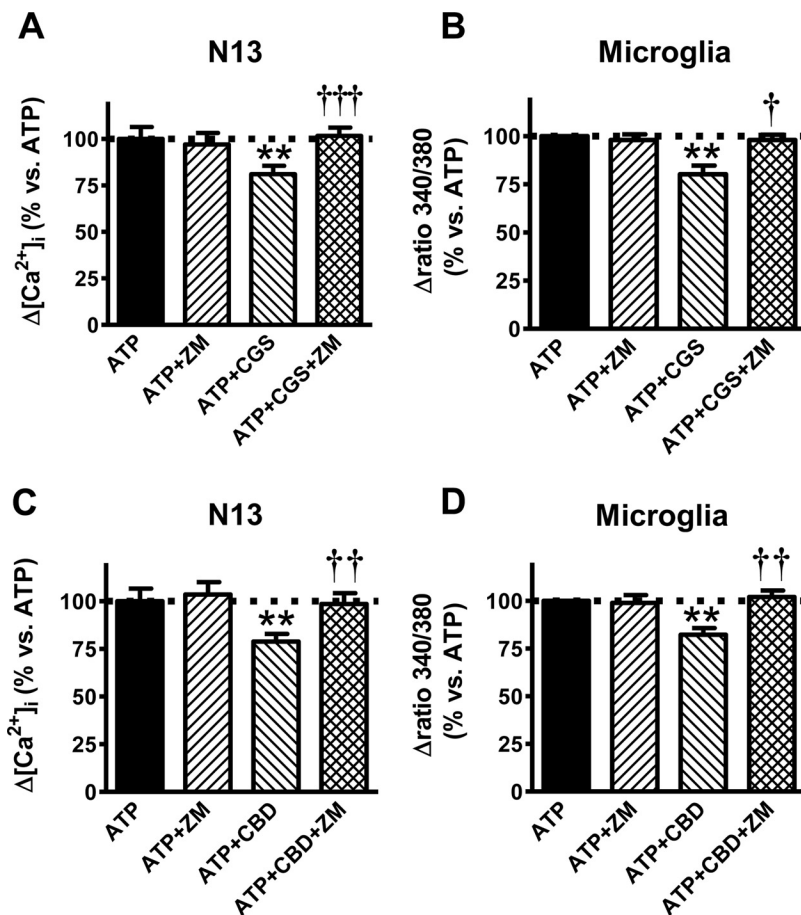 A
N13
Δ[Ca²⁺]ᵢ (% vs. ATP)
100
75
50
25
0
†††
**
ATP
ATP+ZM
ATP+CGS
ATP+CGS+ZM
B
Microglia
Δratio 340/380
(% vs. ATP)
100
75
50
25
0
†
**
ATP
ATP+ZM
ATP+CGS
ATP+CGS+ZM
C
N13
Δ[Ca²⁺]ᵢ (% vs. ATP)
100
75
50
25
0
††
**
ATP
ATP+ZM
ATP+CBD
ATP+CBD+ZM
D
Microglia
Δratio 340/380
(% vs. ATP)
100
75
50
25
0
††
**
ATP
ATP+ZM
ATP+CBD
ATP+CBD+ZM